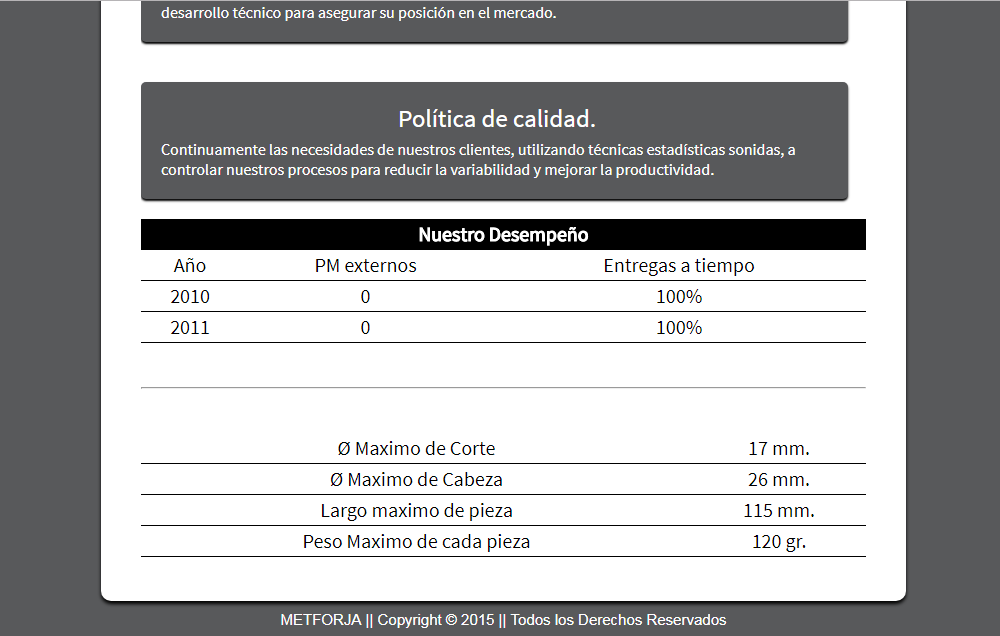 desarrollo técnico para asegurar su posición en el mercado.
Política de calidad.
Continuamente las necesidades de nuestros clientes, utilizando técnicas estadísticas sonidas, a
controlar nuestros procesos para reducir la variabilidad y mejorar la productividad.
Nuestro Desempeño
Año PM externos Entregas a tiempo
2010 0 100%
2011 0 100%
Ø Maximo de Corte 17 mm.
Ø Maximo de Cabeza 26 mm.
Largo maximo de pieza 115 mm.
Peso Maximo de cada pieza 120 gr.
METFORJA || Copyright © 2015 || Todos los Derechos Reservados